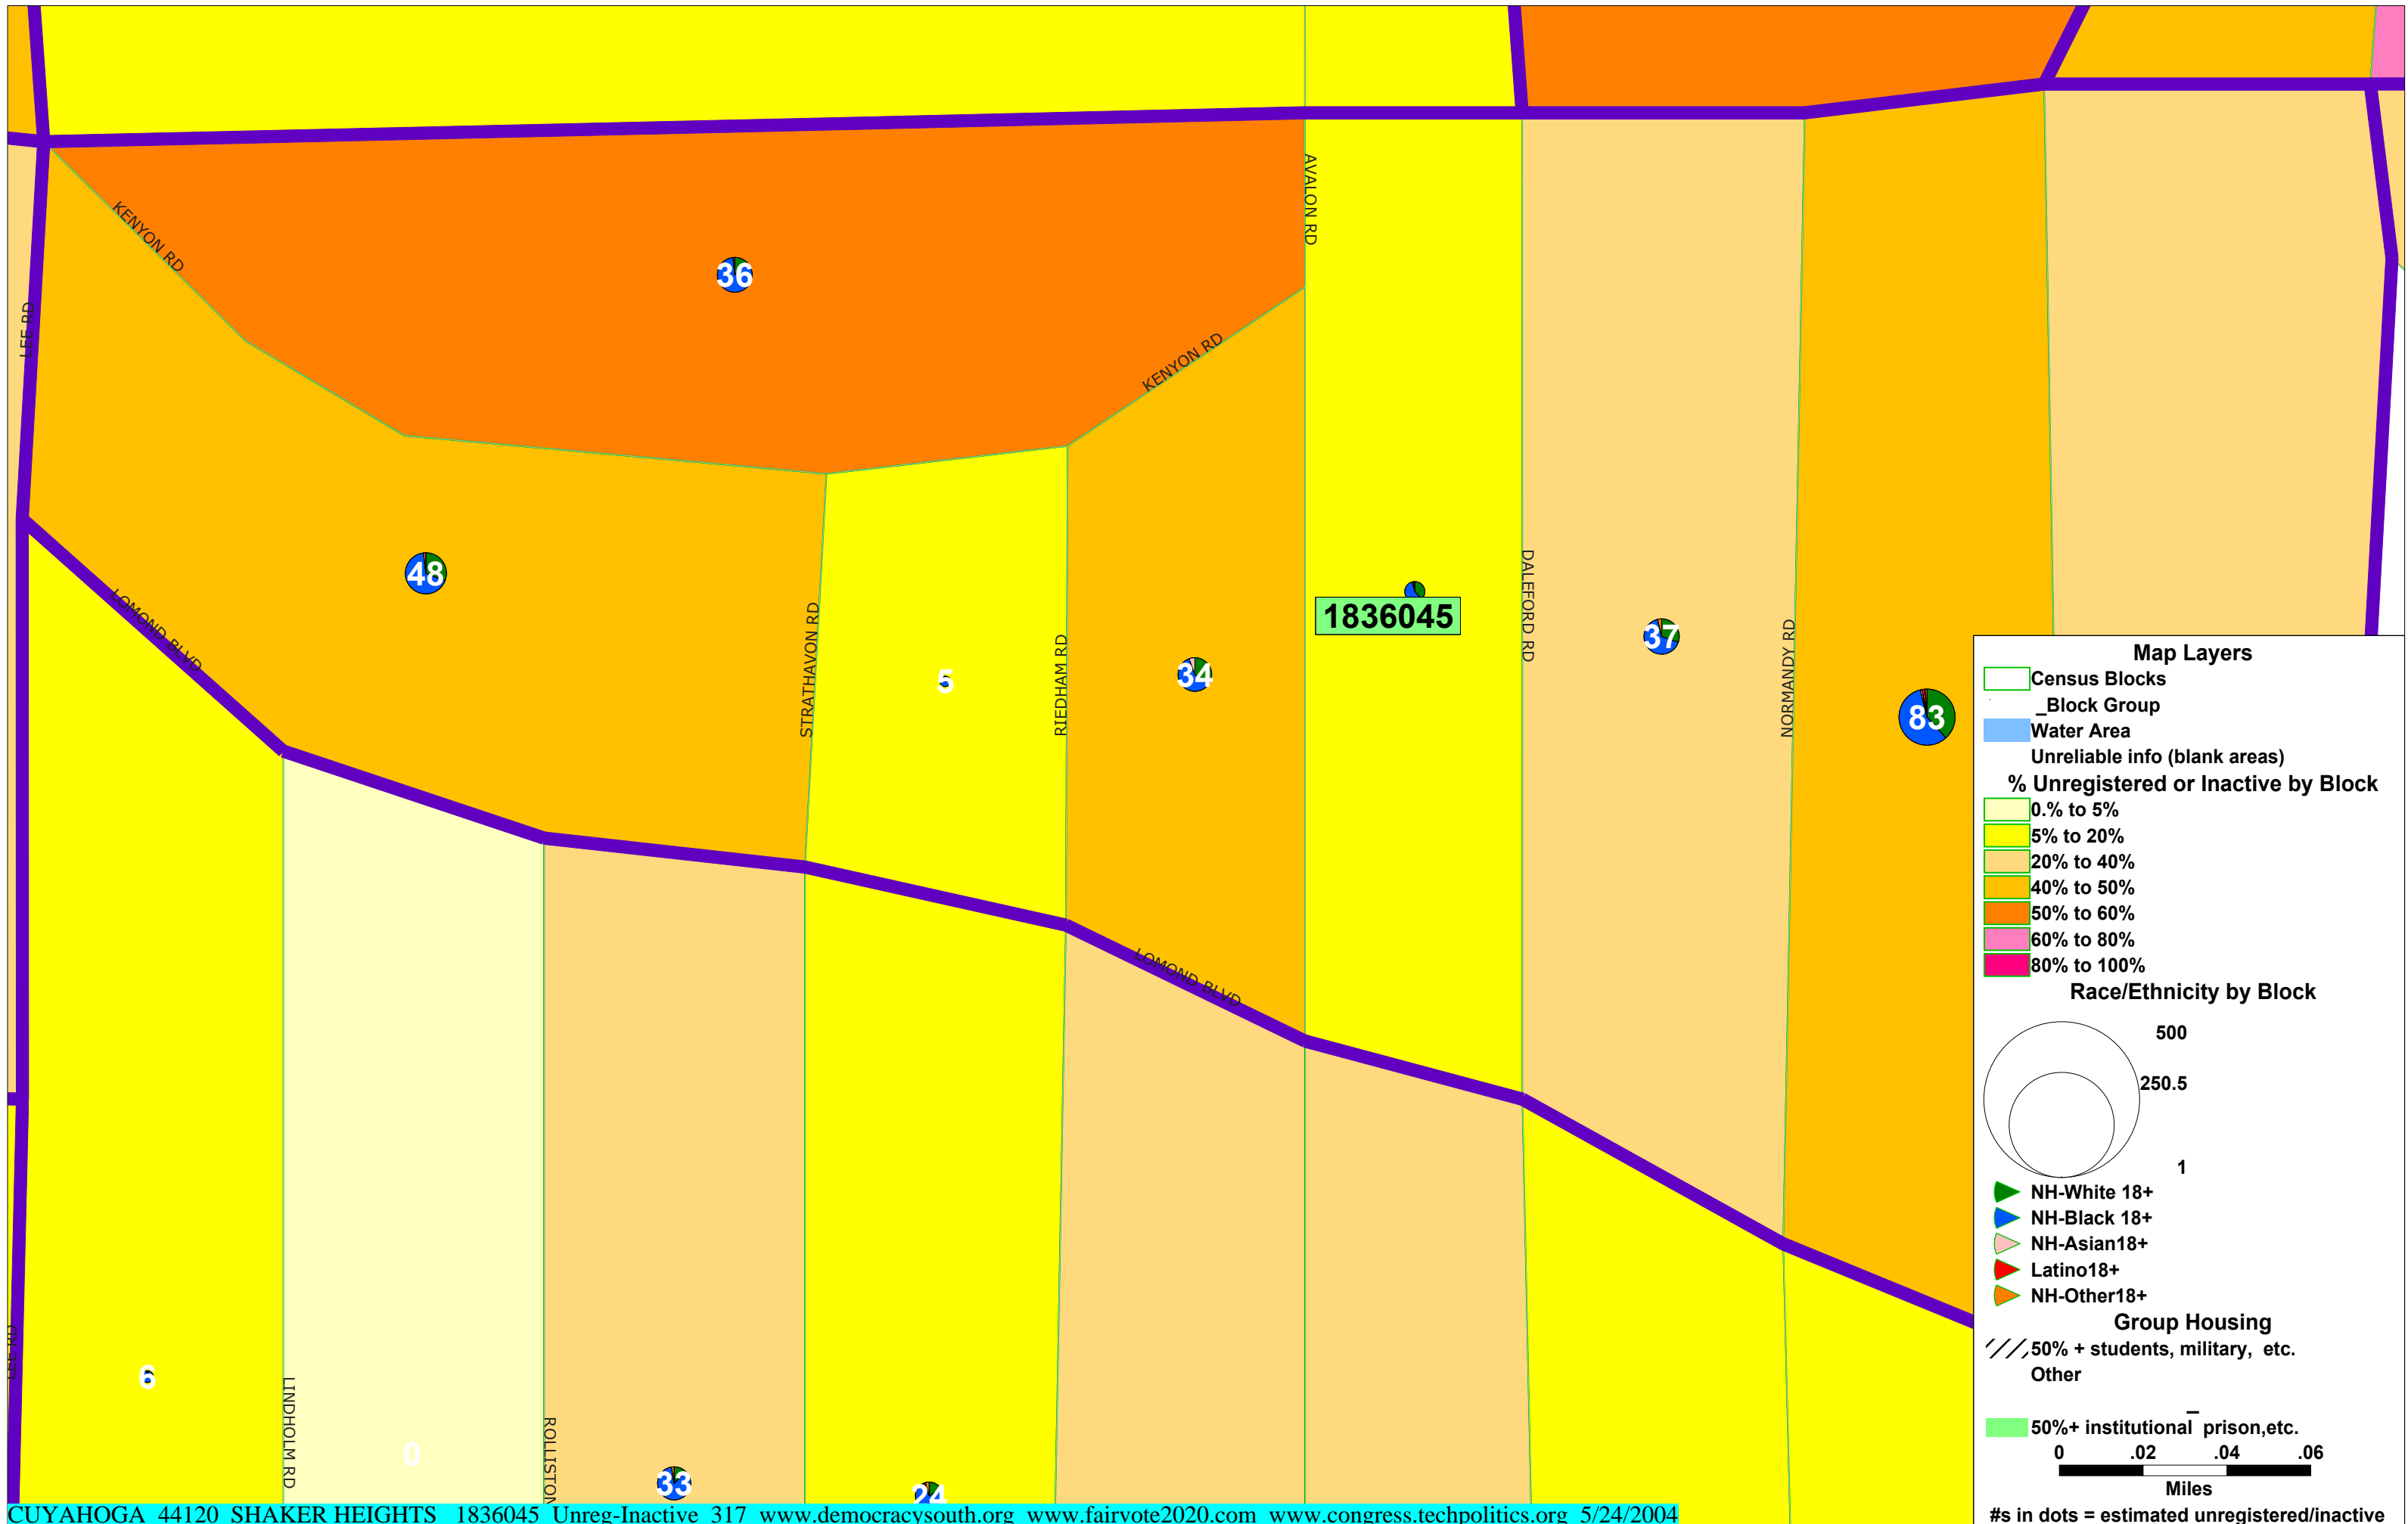 KENYON RD
AVALON RD
36
LEE RD
KENYON RD
48
LOMOND BLVD
STRATHAVON RD
5
RIEDHAM RD
34
1836045
DALEFORD RD
37
NORMANDY RD
83
LOMOND BLVD
6
LEE RD
LINDHOLM RD
0
ROLLISTON
33
24
Map Layers
Census Blocks
_Block Group
Water Area
Unreliable info (blank areas)
% Unregistered or Inactive by Block
0.% to 5%
5% to 20%
20% to 40%
40% to 50%
50% to 60%
60% to 80%
80% to 100%
Race/Ethnicity by Block
500
250.5
1
NH-White 18+
NH-Black 18+
NH-Asian18+
Latino18+
NH-Other18+
Group Housing
50% + students, military, etc.
Other
50%+ institutional_ prison,etc.
0 .02 .04 .06
Miles
#s in dots = estimated unregistered/inactive
CUYAHOGA 44120 SHAKER HEIGHTS 1836045 Unreg-Inactive 317 www.democracysouth.org www.fairvote2020.com www.congress.techpolitics.org 5/24/2004